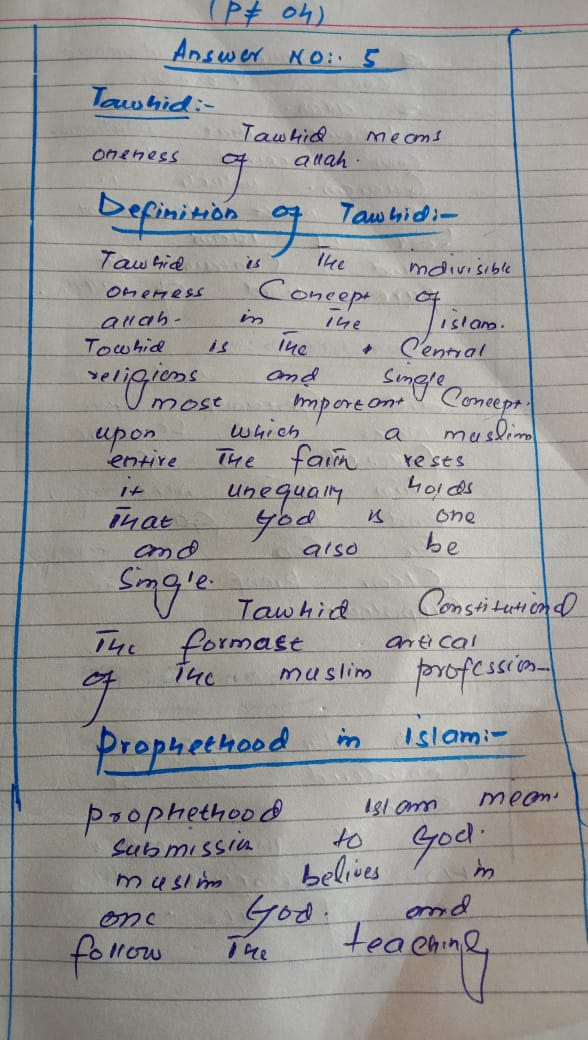 (P# 04)
Answer NO:. 5
Tawhid:-
Tawhid means
oneness of allah.
Definition of Tawhid:-
Tawhid is The indivisible
oneness Concept of
allah- in The islam.
Towhid is The Central
religions and single
most important Concept.
upon which a muslim
entire The faith rests
it unequally holds
That God is one
and also be
Single.
Tawhid Constitutiond
The formast artical
of The muslim profession-
prophethood in islam:-
prophethood islam mean.
submission to God.
muslim belives in
one God. and
follow The teaching